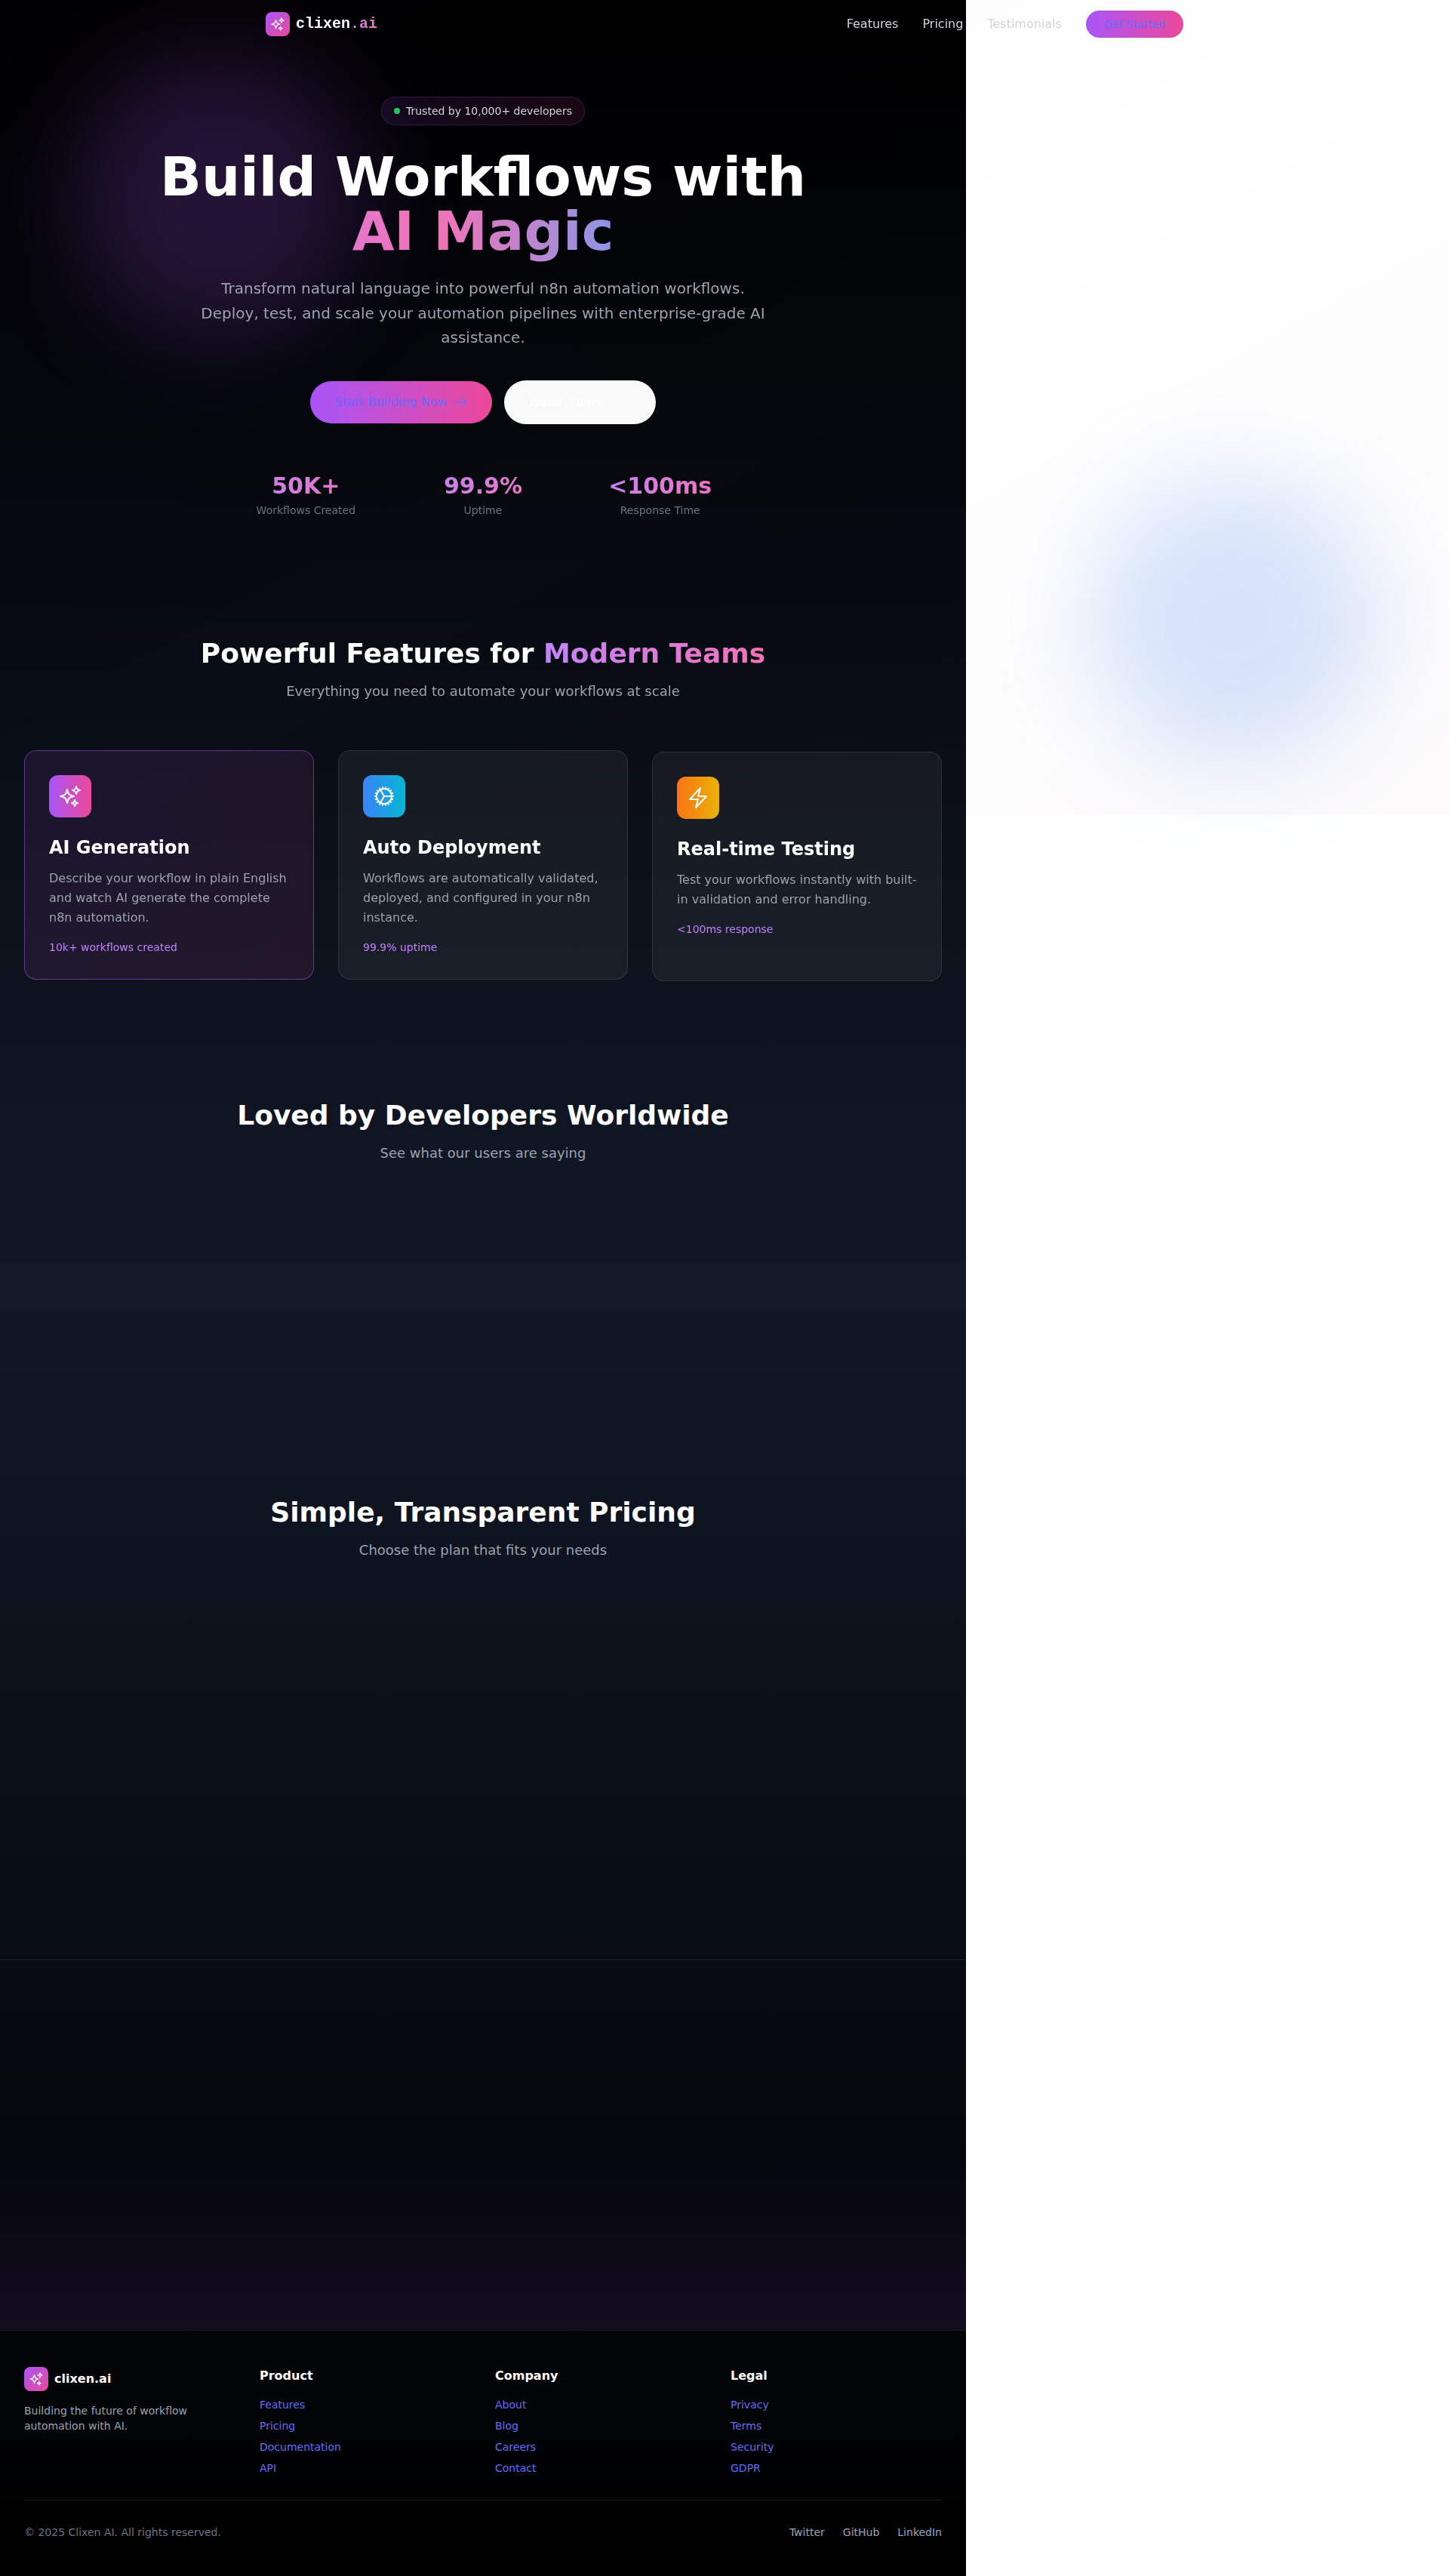 clixen.ai
Features Pricing Testimonials Get Started
Trusted by 10,000+ developers
Build Workflows with
AI Magic
Transform natural language into powerful n8n automation workflows.
Deploy, test, and scale your automation pipelines with enterprise-grade AI
assistance.
Start Building Now
Watch Demo
50K+ 99.9% <100ms
Workflows Created Uptime Response Time
Powerful Features for Modern Teams
Everything you need to automate your workflows at scale
AI Generation
Describe your workflow in plain English
and watch AI generate the complete
n8n automation.
10k+ workflows created
Auto Deployment
Workflows are automatically validated,
deployed, and configured in your n8n
instance.
99.9% uptime
Real-time Testing
Test your workflows instantly with built-
in validation and error handling.
<100ms response
Loved by Developers Worldwide
See what our users are saying
Simple, Transparent Pricing
Choose the plan that fits your needs
clixen.ai
Building the future of workflow
automation with AI.
Product
Features
Pricing
Documentation
API
Company
About
Blog
Careers
Contact
Legal
Privacy
Terms
Security
GDPR
© 2025 Clixen AI. All rights reserved.
Twitter GitHub LinkedIn